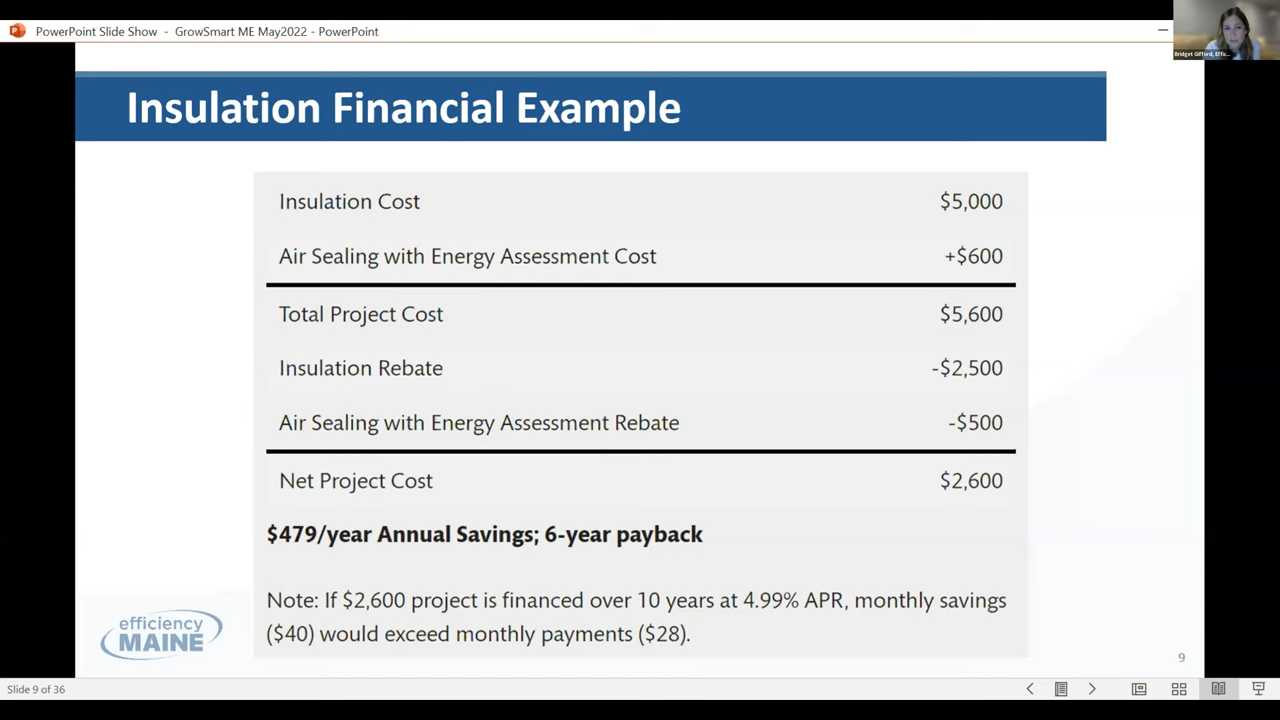 PowerPoint Slide Show - GrowSmart ME May2022 - PowerPoint
Bridget Gifford, Effic...
Insulation Financial Example
Insulation Cost $5,000
Air Sealing with Energy Assessment Cost +$600
Total Project Cost $5,600
Insulation Rebate -$2,500
Air Sealing with Energy Assessment Rebate -$500
Net Project Cost $2,600
$479/year Annual Savings; 6-year payback
Note: If $2,600 project is financed over 10 years at 4.99% APR, monthly savings
($40) would exceed monthly payments ($28).
efficiency
MAINE
9
Slide 9 of 36